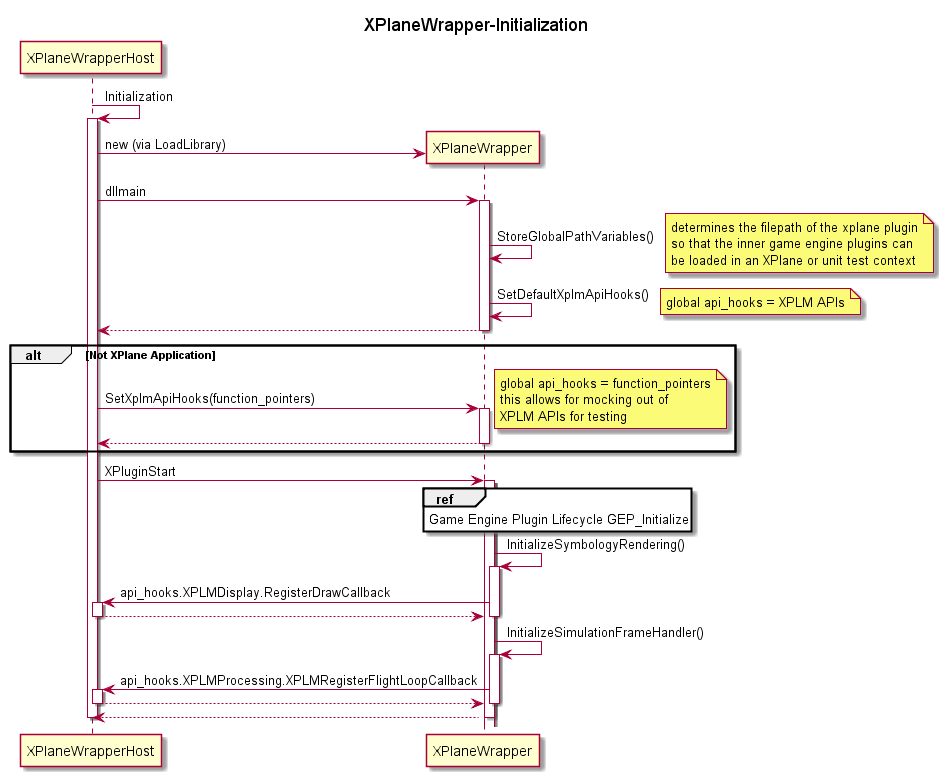 XPlaneWrapper-Initialization
XPlaneWrapperHost
Initialization
new (via LoadLibrary)
XPlaneWrapper
dllmain
StoreGlobalPathVariables()
determines the filepath of the xplane plugin
so that the inner game engine plugins can
be loaded in an XPlane or unit test context
SetDefaultXplmApiHooks()
global api_hooks = XPLM APIs
alt
[Not XPlane Application]
SetXplmApiHooks(function_pointers)
global api_hooks = function_pointers
this allows for mocking out of
XPLM APIs for testing
XPluginStart
ref
Game Engine Plugin Lifecycle GEP_Initialize
InitializeSymbologyRendering()
api_hooks.XPLMDisplay.RegisterDrawCallback
InitializeSimulationFrameHandler()
api_hooks.XPLMProcessing.XPLMRegisterFlightLoopCallback
XPlaneWrapperHost
XPlaneWrapper